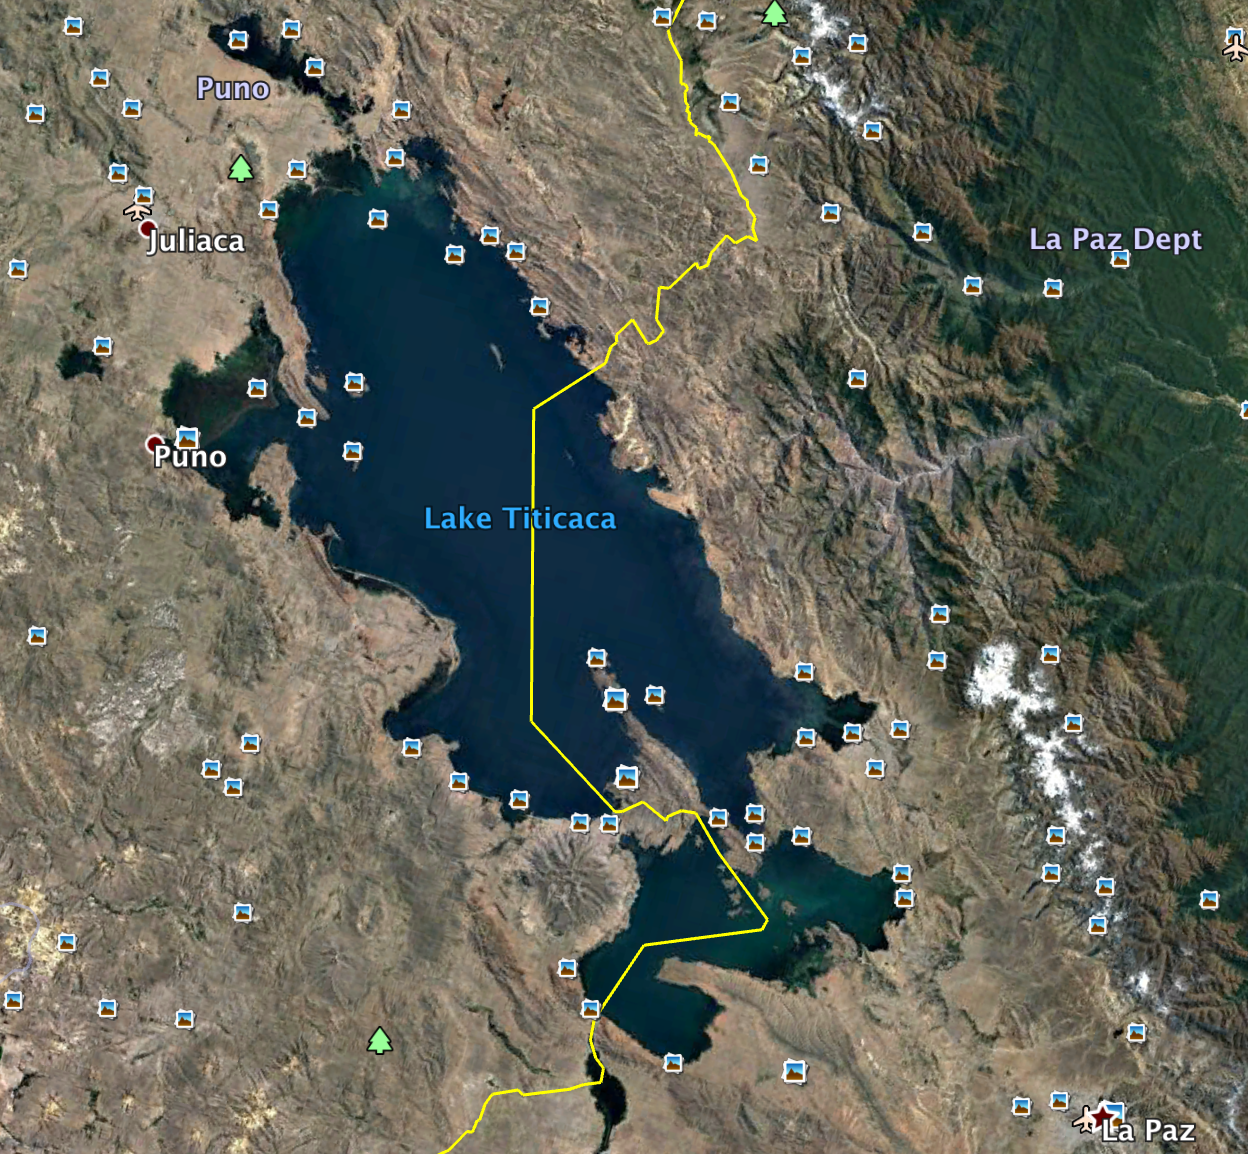 Puno
Juliaca
La Paz Dept
Puno
Lake Titicaca
La Paz